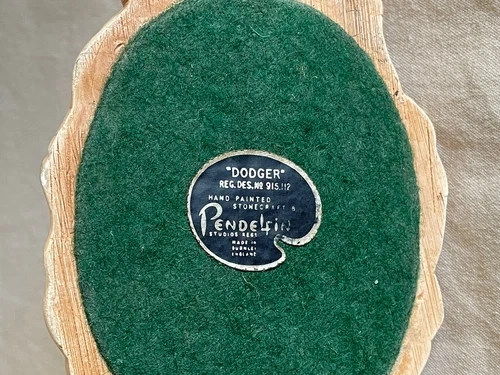 "DODGER"
REG. DES. Nº 915,112
HAND PAINTED
STONECRAFT B
PENDELFIN
STUDIOS REGD
MADE IN
BURNLEY
ENGLAND